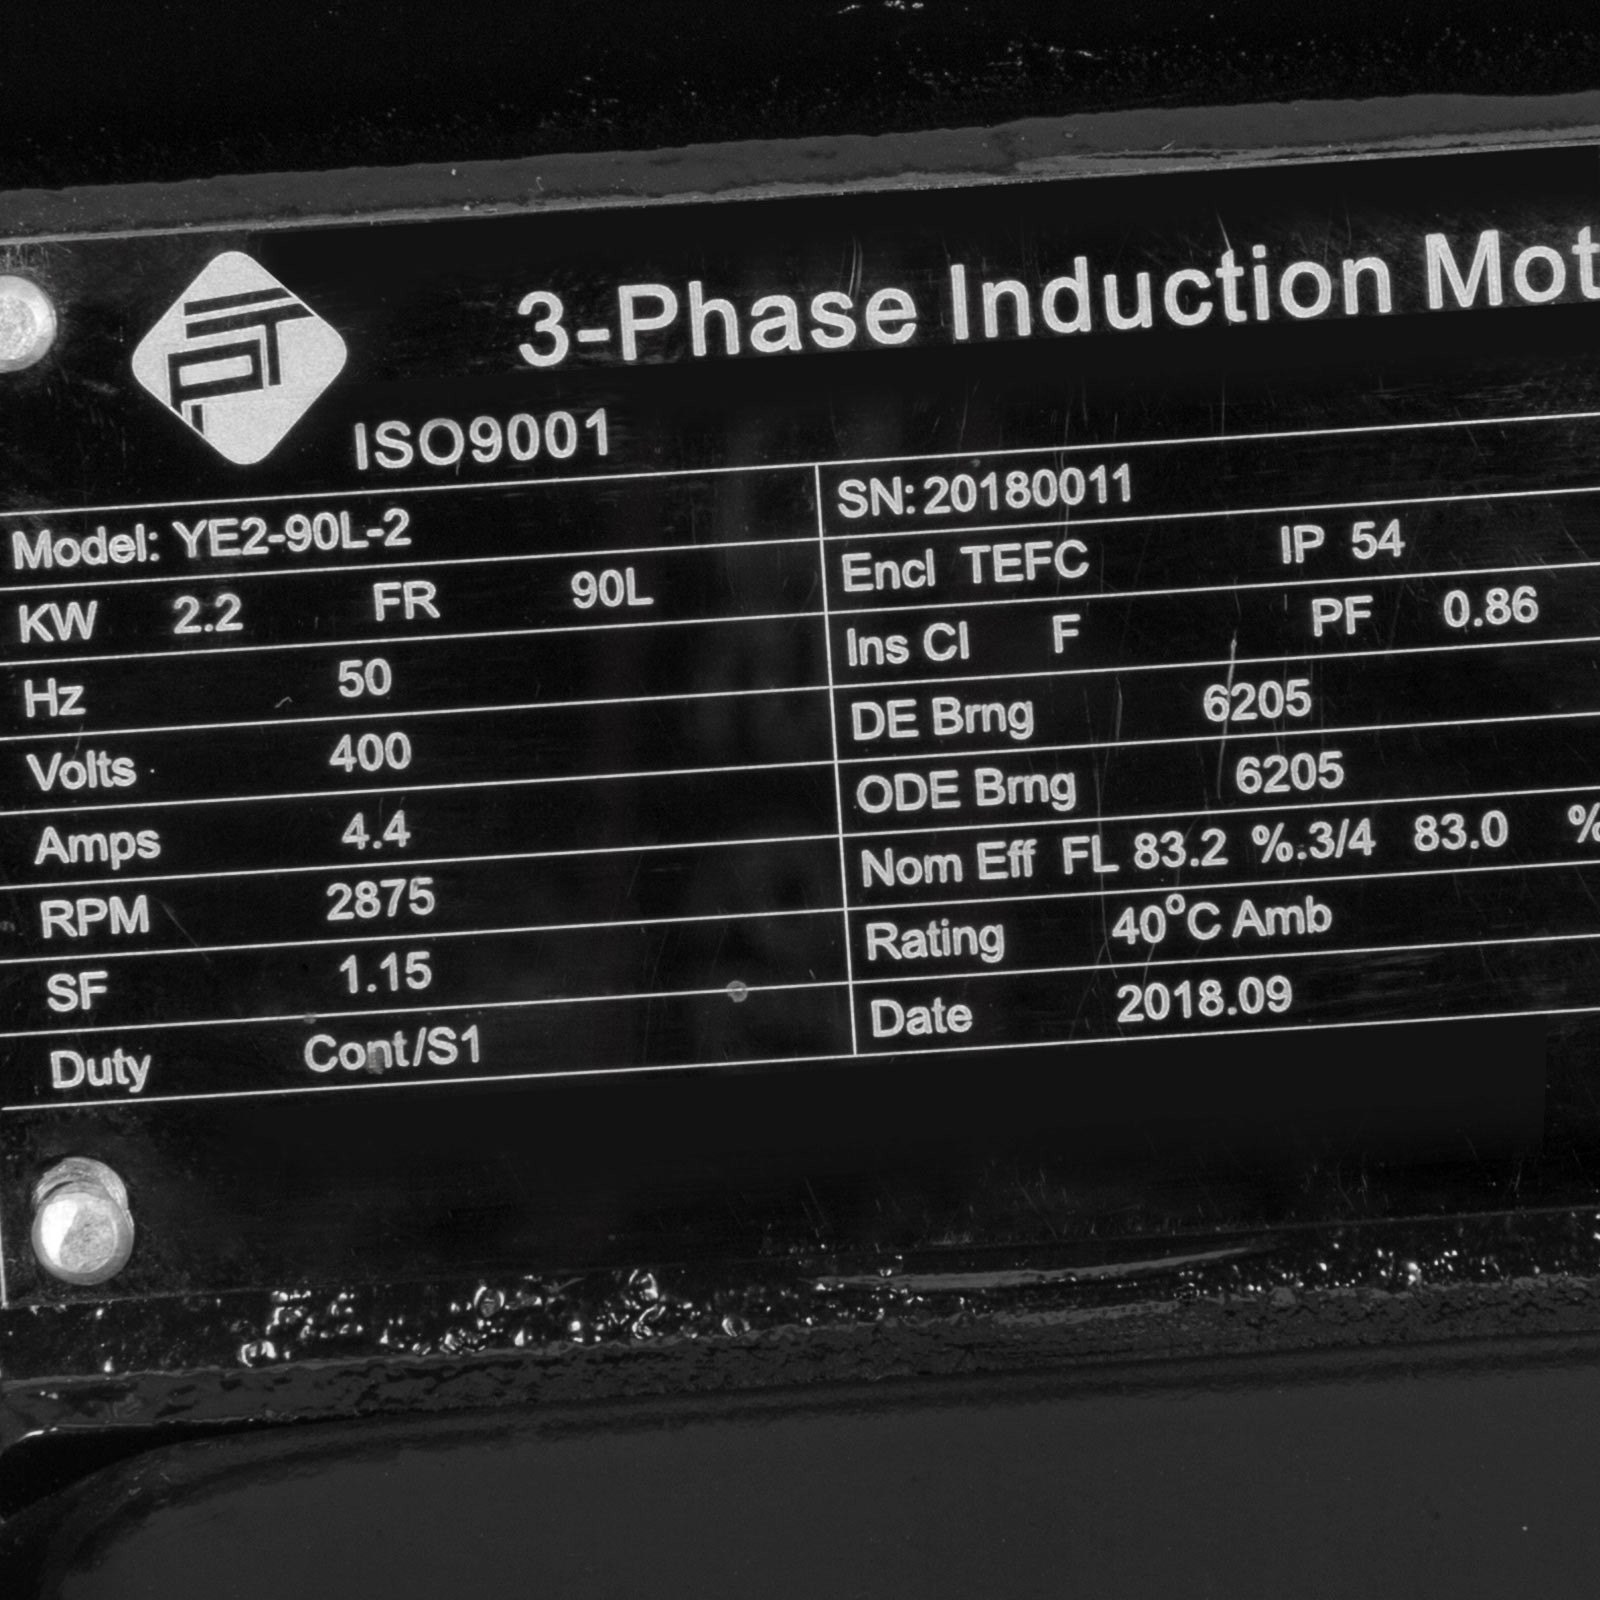 3-Phase Induction Mot
ISO9001
Model: YE2-90L-2
KW 2.2 FR 90L
Hz 50
Volts 400
Amps 4.4
RPM 2875
SF 1.15
Duty Cont/S1
SN: 20180011
Encl TEFC IP 54
Ins Cl F PF 0.86
DE Brng 6205
ODE Brng 6205
Nom Eff FL 83.2 %.3/4 83.0 %
Rating 40°C Amb
Date 2018.09